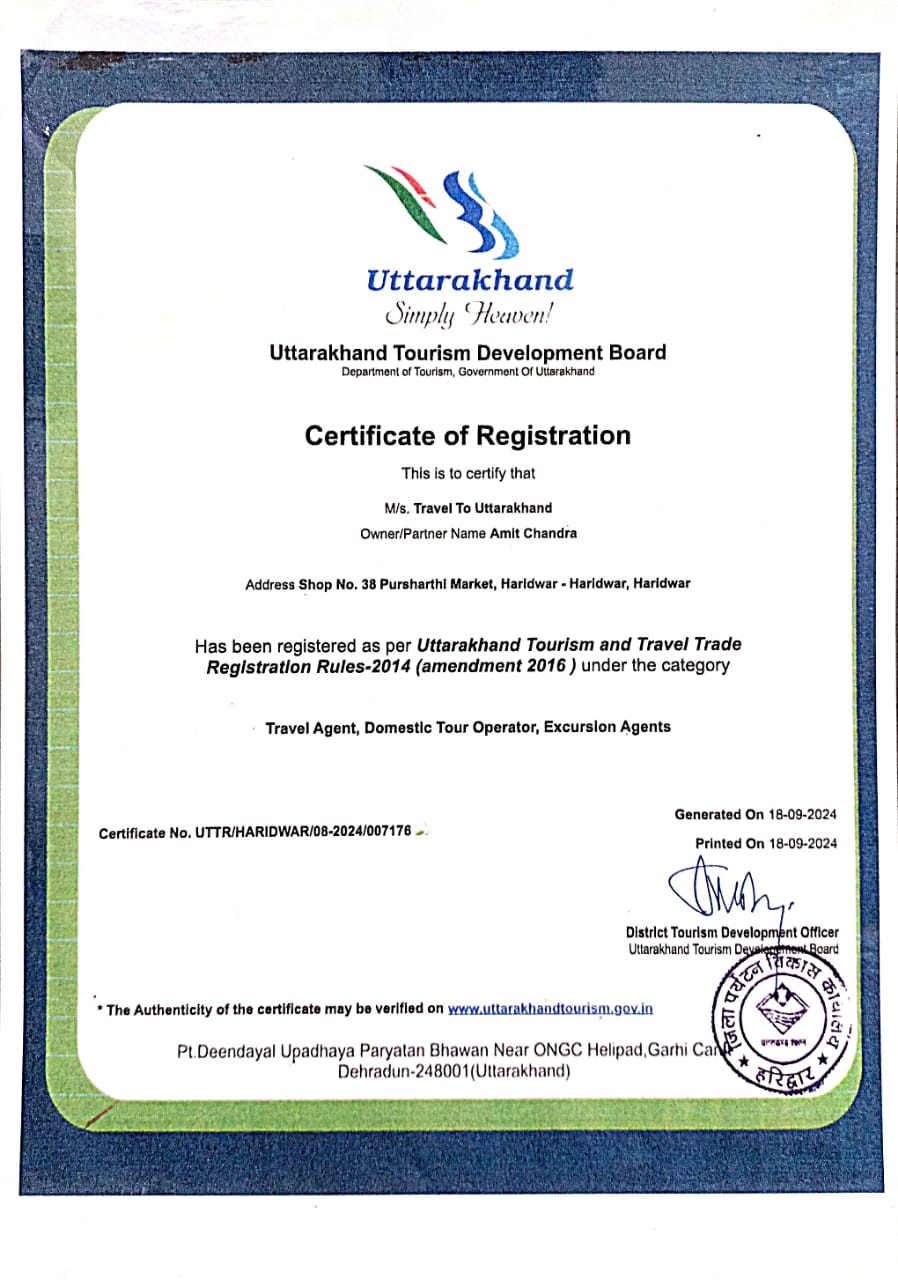 Uttarakhand
Simply Heaven!
Uttarakhand Tourism Development Board
Department of Tourism, Government Of Uttarakhand
Certificate of Registration
This is to certify that
M/s. Travel To Uttarakhand
Owner/Partner Name Amit Chandra
Address Shop No. 38 Pursharthi Market, Haridwar - Haridwar, Haridwar
Has been registered as per Uttarakhand Tourism and Travel Trade
Registration Rules-2014 (amendment 2016 ) under the category
Travel Agent, Domestic Tour Operator, Excursion Agents
Generated On 18-09-2024
Certificate No. UTTR/HARIDWAR/08-2024/007176
Printed On 18-09-2024
District Tourism Development Officer
Uttarakhand Tourism Development Board
* The Authenticity of the certificate may be verified on www.uttarakhandtourism.gov.in
Pt.Deendayal Upadhaya Paryatan Bhawan Near ONGC Helipad,Garhi
Dehradun-248001(Uttarakhand)
जिला पर्यटन विकास कार्यालय
हरिद्वार